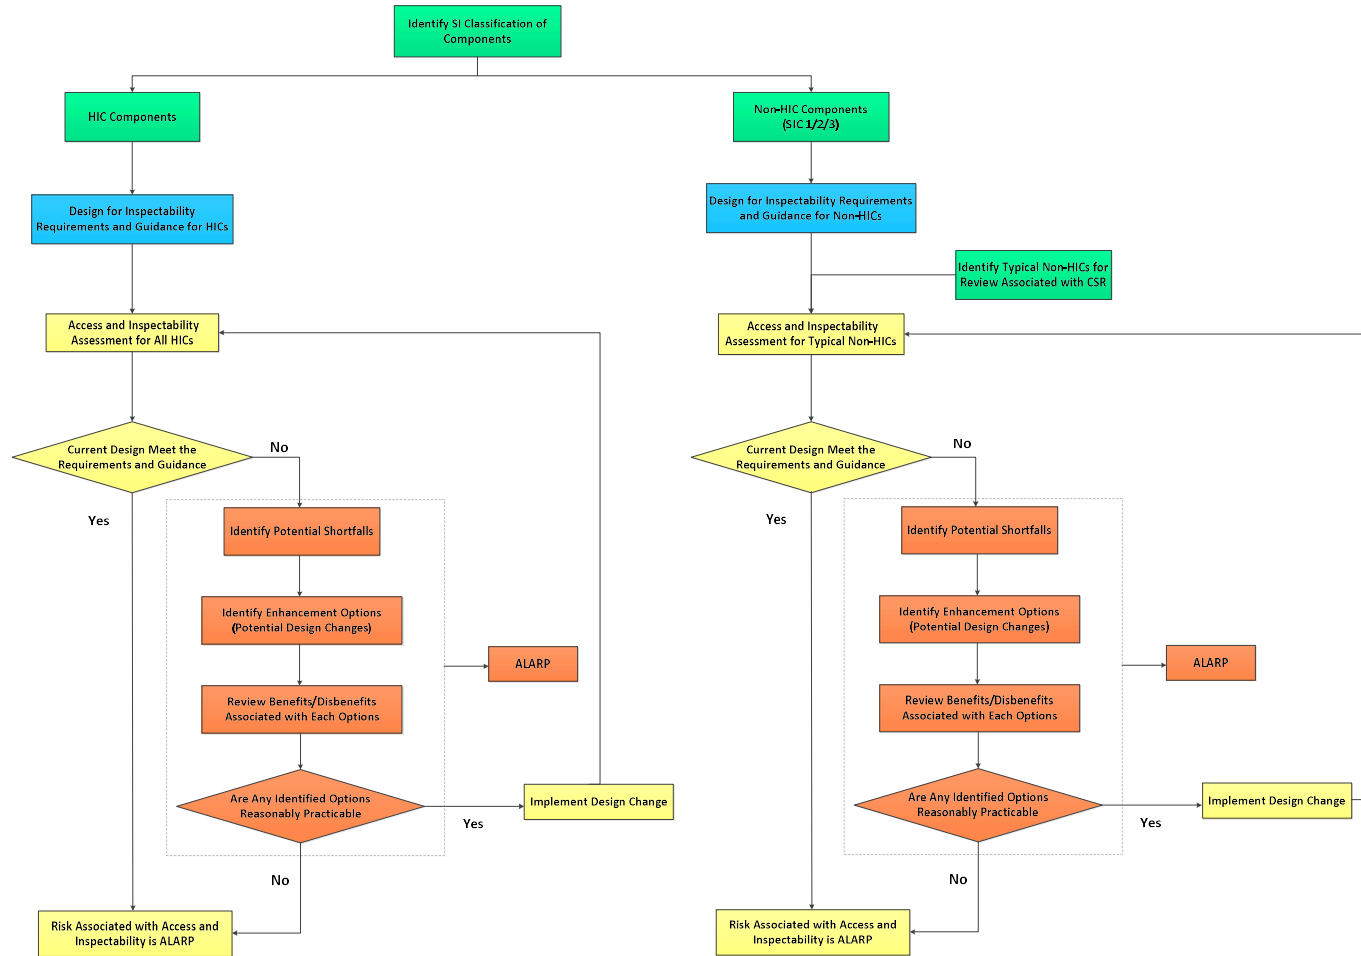 Identify SI Classification of
Components
HIC Components
Non-HIC Components
(SIC 1/2/3)
Design for Inspectability
Requirements and Guidance for HICs
Design for Inspectability Requirements
and Guidance for Non-HICs
Identify Typical Non-HICs for
Review Associated with CSR
Access and Inspectability
Assessment for All HICs
Access and Inspectability
Assessment for Typical Non-HICs
Current Design Meet the
Requirements and Guidance
No
Yes
Identify Potential Shortfalls
Identify Enhancement Options
(Potential Design Changes)
ALARP
Review Benefits/Disbenefits
Associated with Each Options
Are Any Identified Options
Reasonably Practicable
Yes
Implement Design Change
No
Risk Associated with Access and
Inspectability is ALARP
Current Design Meet the
Requirements and Guidance
No
Yes
Identify Potential Shortfalls
Identify Enhancement Options
(Potential Design Changes)
ALARP
Review Benefits/Disbenefits
Associated with Each Options
Are Any Identified Options
Reasonably Practicable
Yes
Implement Design Change
No
Risk Associated with Access and
Inspectability is ALARP